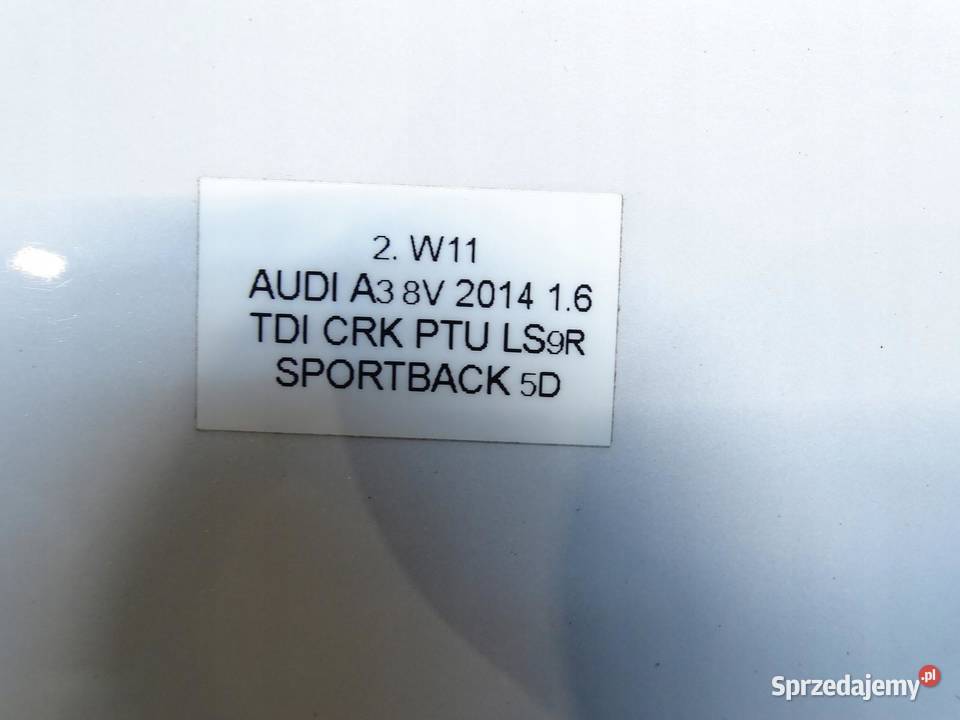 2. W11
AUDI A3 8V 2014 1.6
TDI CRK PTU LS9R
SPORTBACK 5D
Sprzedajemy.pl